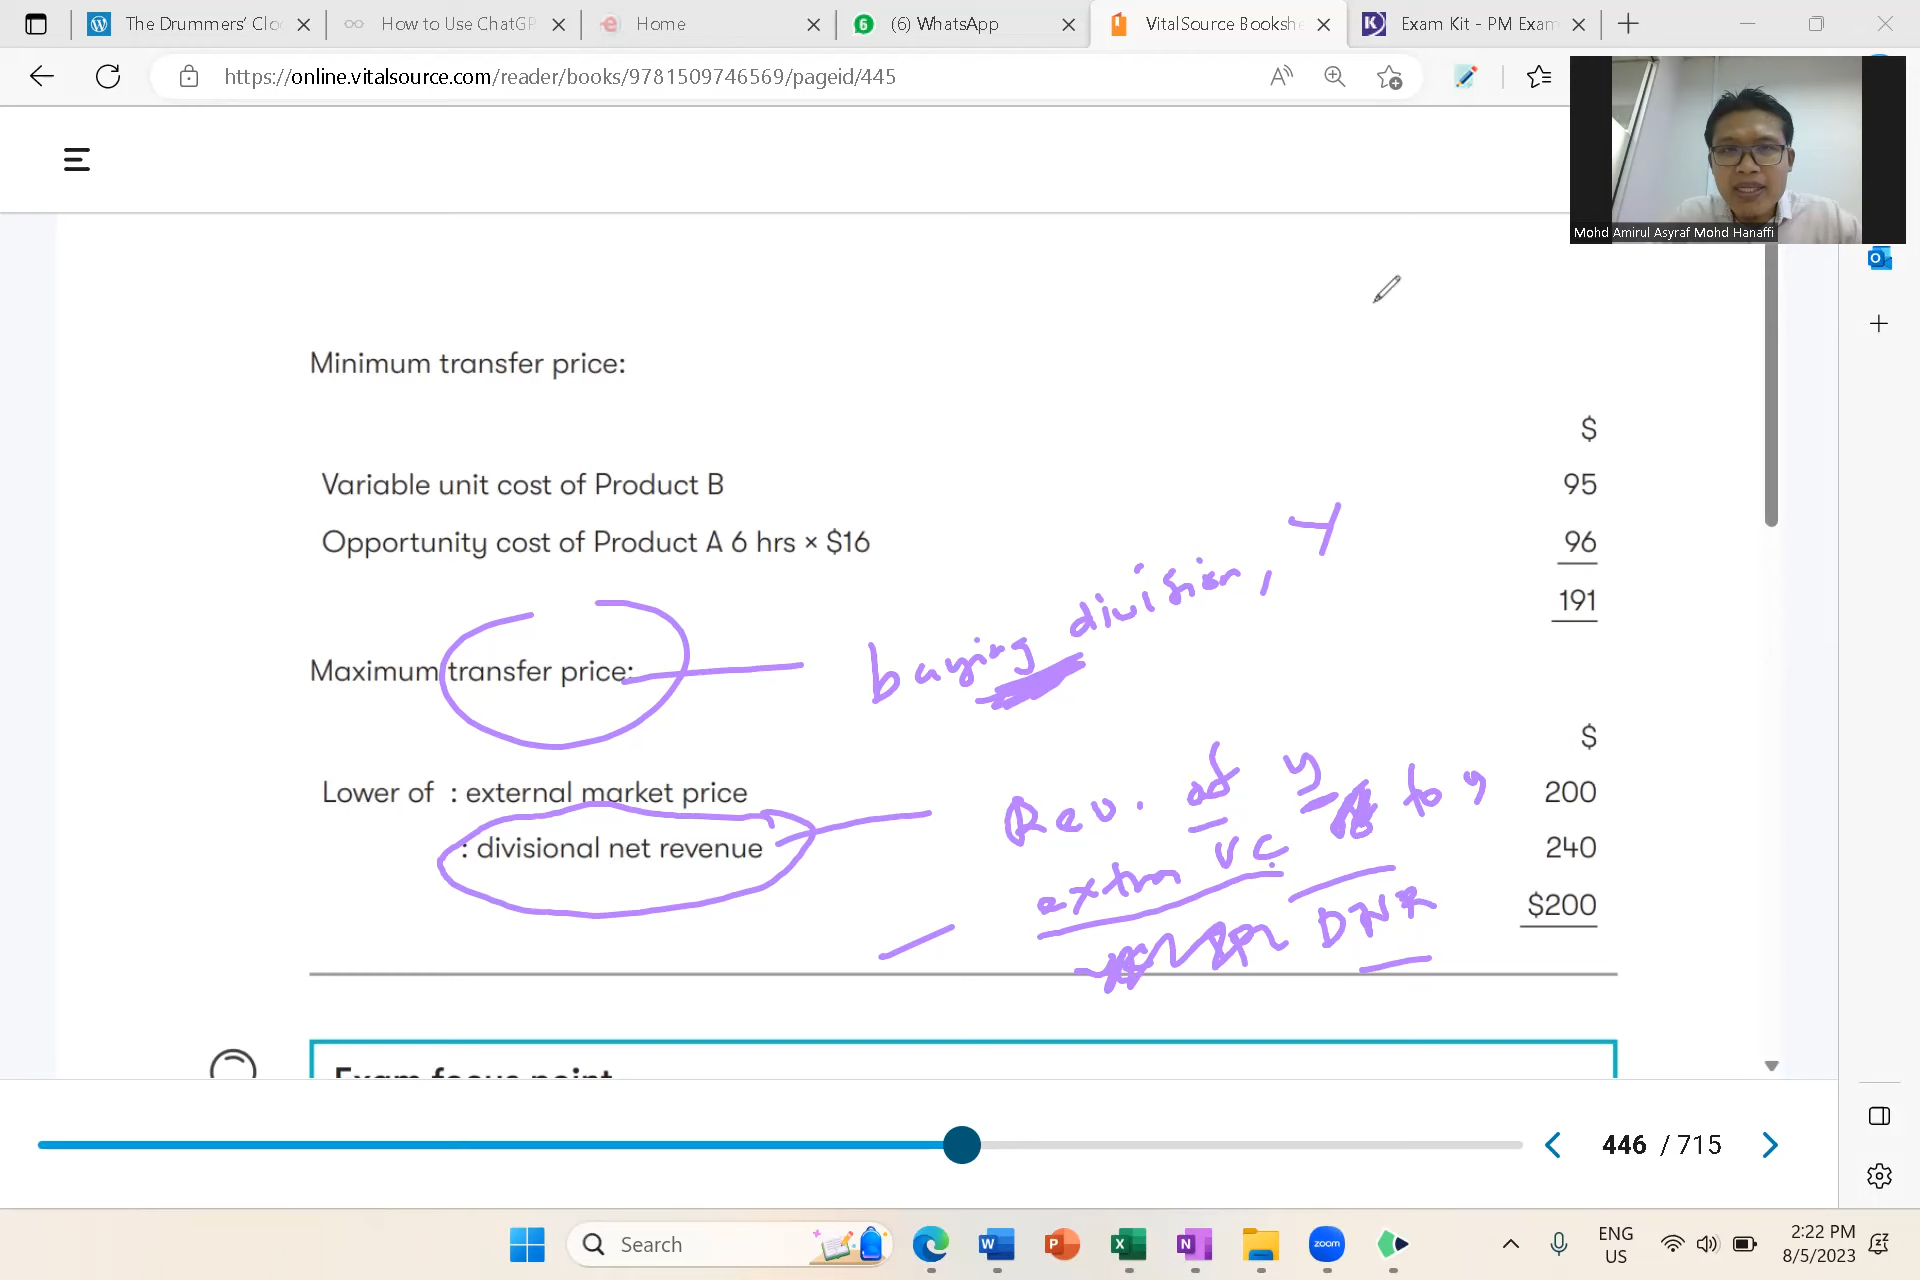 The Drummers' Clo
How to Use ChatGP
Home
(6) WhatsApp
VitalSource Bookshe
Exam Kit - PM Exam
https://online.vitalsource.com/reader/books/9781509746569/pageid/445
Mohd Amirul Asyraf Mohd Hanaffi
Minimum transfer price:
$
Variable unit cost of Product B 95
Opportunity cost of Product A 6 hrs × $16 96
191
buying division, Y
Maximum transfer price:
$
Lower of : external market price 200
: divisional net revenue 240
$200
Rev. of y to y
extra VC
DNR
Exam focus point
446 / 715
Search
ENG
US
2:22 PM
8/5/2023